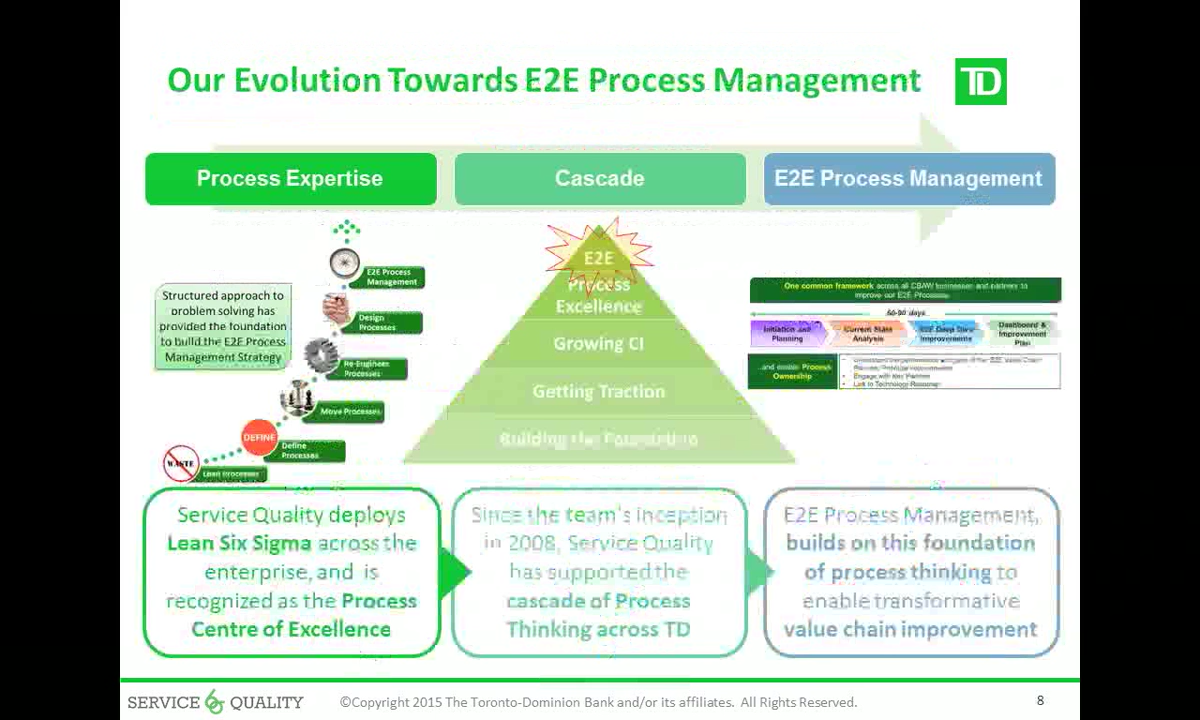 Our Evolution Towards E2E Process Management
TD
Process Expertise
Cascade
E2E Process Management
Structured approach to
problem solving has
provided the foundation
to build the E2E Process
Management Strategy
E2E Process
Management
Design
Processes
Re-Engineer
Processes
Move Processes
DEFINE
Define
Processes
WASTE
Lean Processes
E2E
Process
Excellence
Growing CI
Getting Traction
Building the Foundation
One common framework across all CBAW businesses and partners to
improve our E2E Processes
60-90 days
Initiation and
Planning
Current State
Analysis
E2E Deep Dive
Improvements
Dashboard &
Improvement
Plan
...and enable Process
Ownership
Engage with Key Partners
Link to Technology Roadmap
Service Quality deploys
Lean Six Sigma across the
enterprise, and is
recognized as the Process
Centre of Excellence
Since the team's inception
in 2008, Service Quality
has supported the
cascade of Process
Thinking across TD
E2E Process Management,
builds on this foundation
of process thinking to
enable transformative
value chain improvement
SERVICE QUALITY
©Copyright 2015 The Toronto-Dominion Bank and/or its affiliates. All Rights Reserved.
8